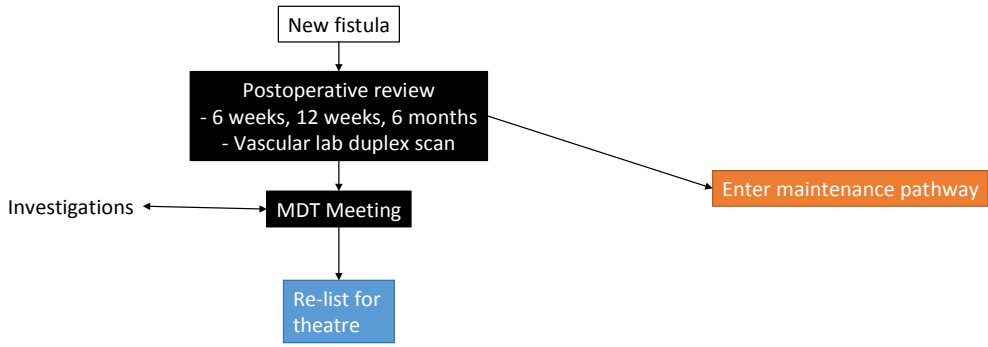 New fistula
Postoperative review
- 6 weeks, 12 weeks, 6 months
- Vascular lab duplex scan
Enter maintenance pathway
Investigations
MDT Meeting
Re-list for
theatre